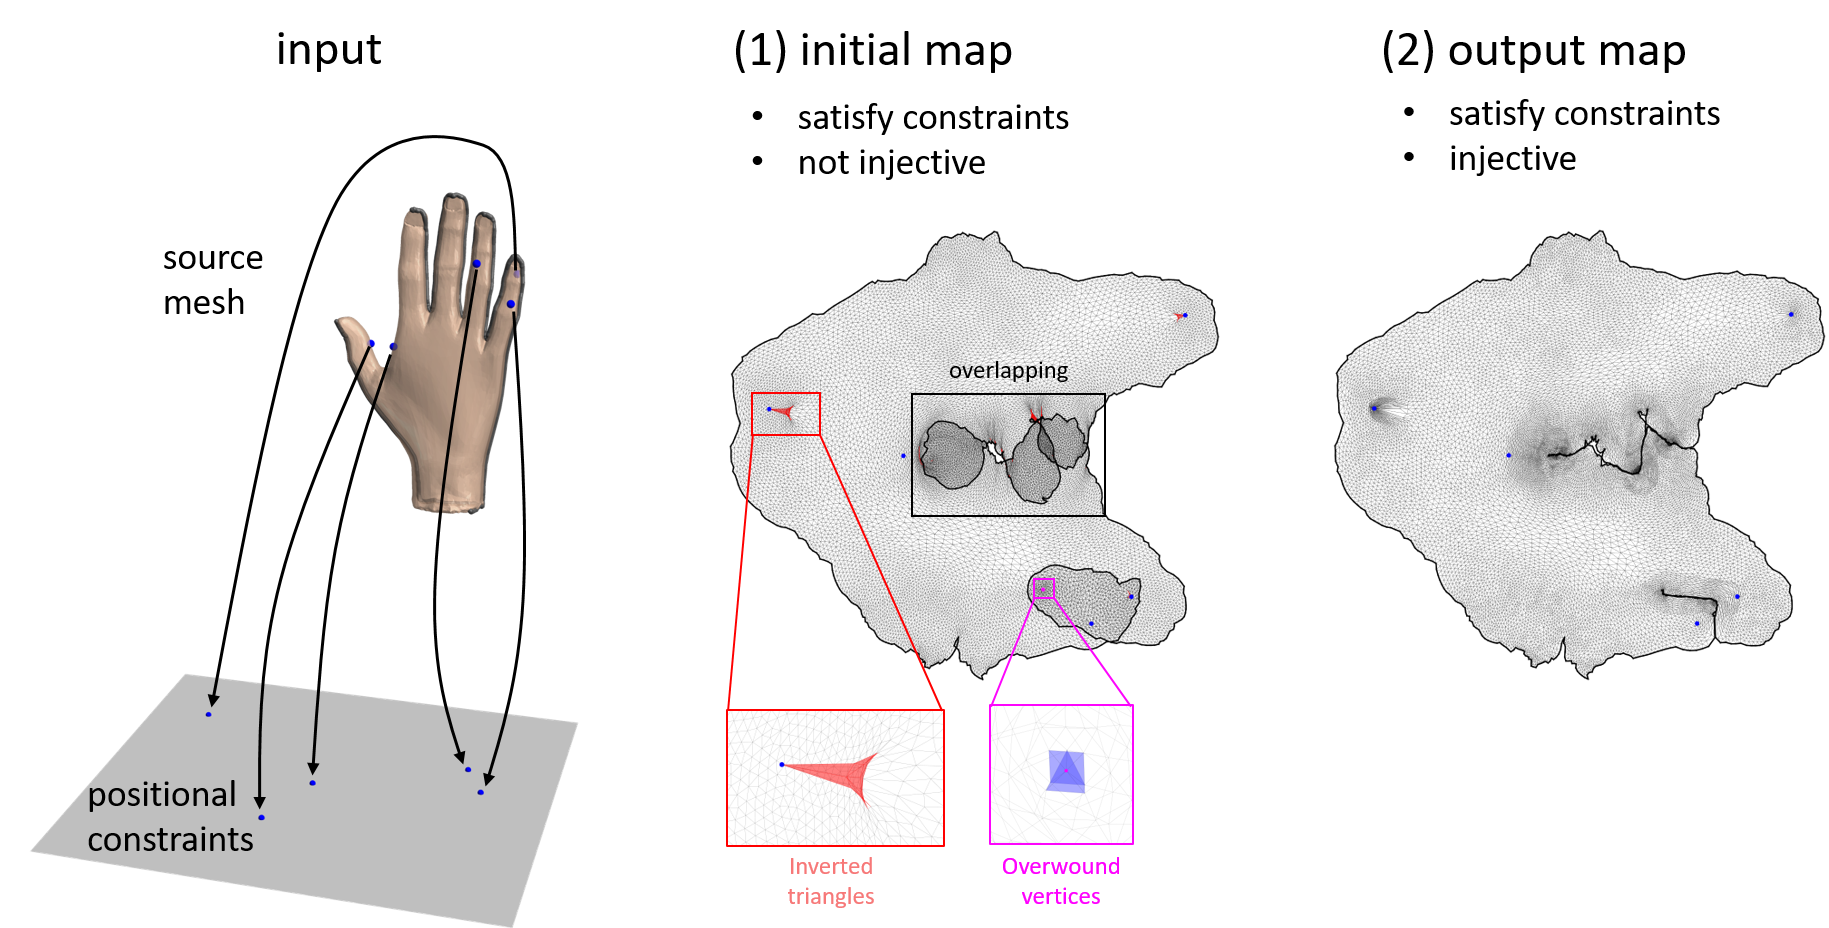 input
source
mesh
positional
constraints
(1) initial map
• satisfy constraints
• not injective
overlapping
Inverted
triangles
Overwound
vertices
(2) output map
• satisfy constraints
• injective